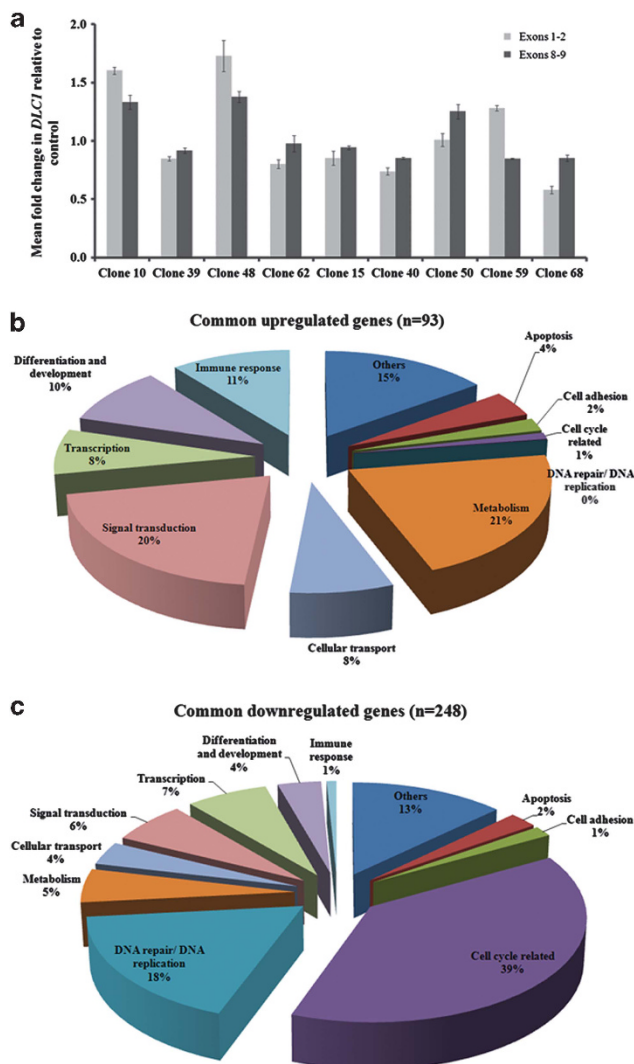 a
2.0
1.5
1.0
0.5
0.0
Mean fold change in DLC1 relative to
control
Exons 1-2
Exons 8-9
Clone 10 Clone 39 Clone 48 Clone 62 Clone 15 Clone 40 Clone 50 Clone 59 Clone 68
b
Common upregulated genes (n=93)
Differentiation and
development
10%
Immune response
11%
Others
15%
Apoptosis
4%
Cell adhesion
2%
Cell cycle
related
1%
DNA repair/ DNA
replication
0%
Transcription
8%
Metabolism
21%
Signal transduction
20%
Cellular transport
8%
c
Common downregulated genes (n=248)
Differentiation
and development
4%
Immune
response
1%
Transcription
7%
Others
13%
Apoptosis
2%
Cell adhesion
1%
Signal transduction
6%
Cellular transport
4%
Metabolism
5%
DNA repair/ DNA
replication
18%
Cell cycle related
39%